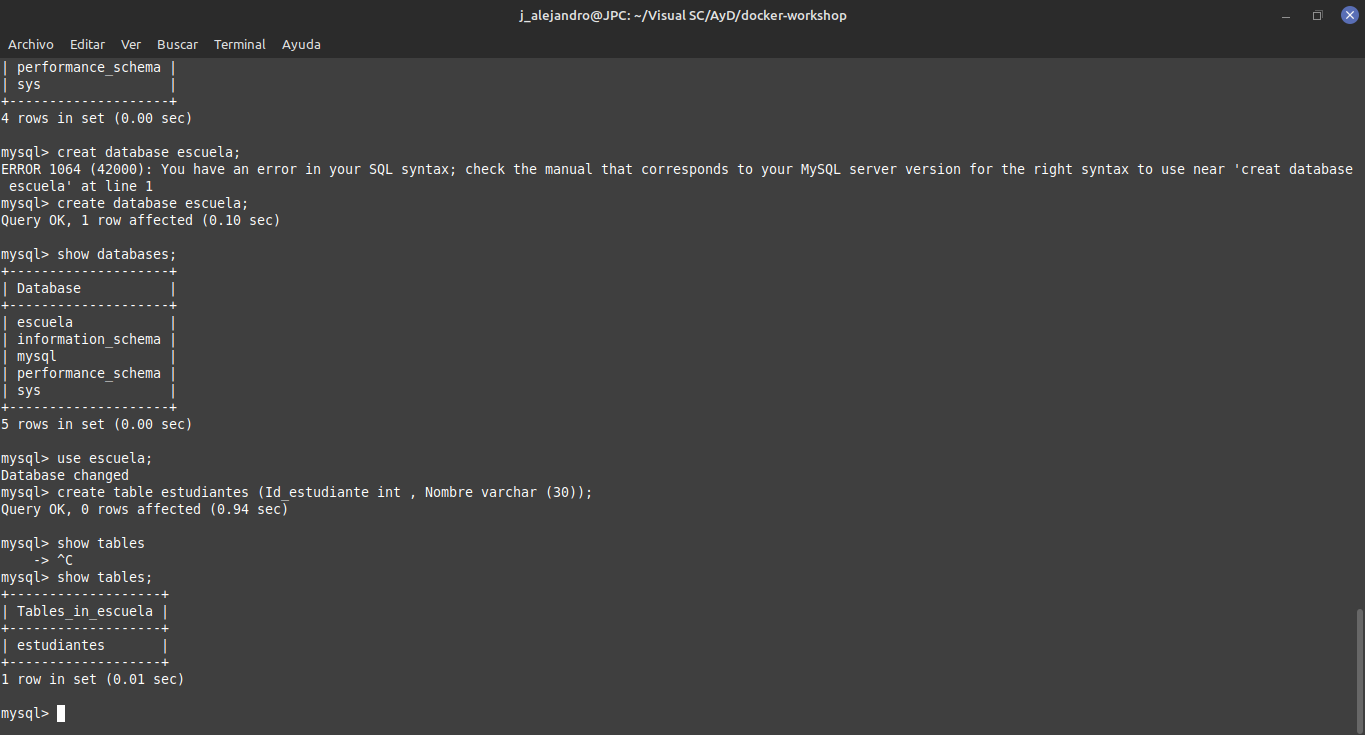 j_alejandro@JPC: ~/Visual SC/AyD/docker-workshop
Archivo Editar Ver Buscar Terminal Ayuda
| performance_schema |
| sys                |
+--------------------+
4 rows in set (0.00 sec)

mysql> creat database escuela;
ERROR 1064 (42000): You have an error in your SQL syntax; check the manual that corresponds to your MySQL server version for the right syntax to use near 'creat database
 escuela' at line 1
mysql> create database escuela;
Query OK, 1 row affected (0.10 sec)

mysql> show databases;
+--------------------+
| Database           |
+--------------------+
| escuela            |
| information_schema |
| mysql              |
| performance_schema |
| sys                |
+--------------------+
5 rows in set (0.00 sec)

mysql> use escuela;
Database changed
mysql> create table estudiantes (Id_estudiante int , Nombre varchar (30));
Query OK, 0 rows affected (0.94 sec)

mysql> show tables
    -> ^C
mysql> show tables;
+-------------------+
| Tables_in_escuela |
+-------------------+
| estudiantes       |
+-------------------+
1 row in set (0.01 sec)

mysql>